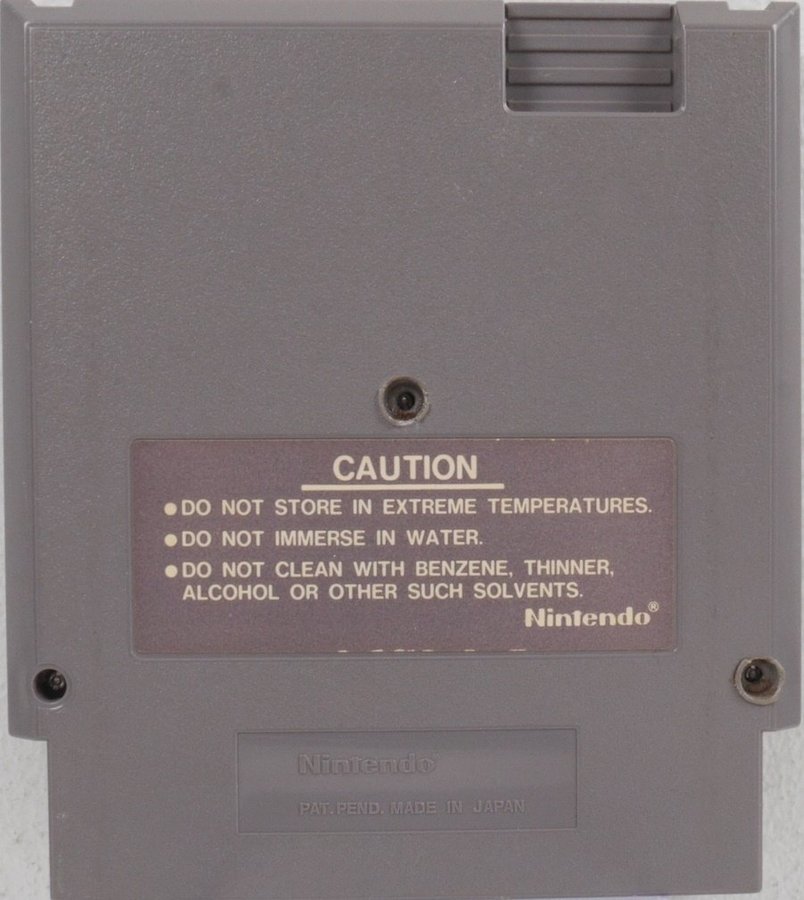 CAUTION
●DO NOT STORE IN EXTREME TEMPERATURES.
●DO NOT IMMERSE IN WATER.
●DO NOT CLEAN WITH BENZENE, THINNER,
ALCOHOL OR OTHER SUCH SOLVENTS.
Nintendo®
Nintendo
PAT. PEND. MADE IN JAPAN